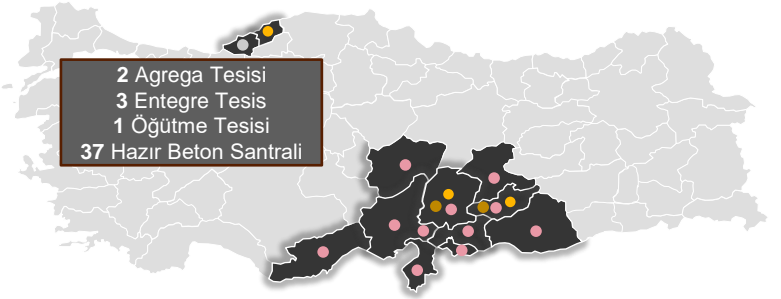 2 Agrega Tesisi
3 Entegre Tesis
1 Öğütme Tesisi
37 Hazır Beton Santrali